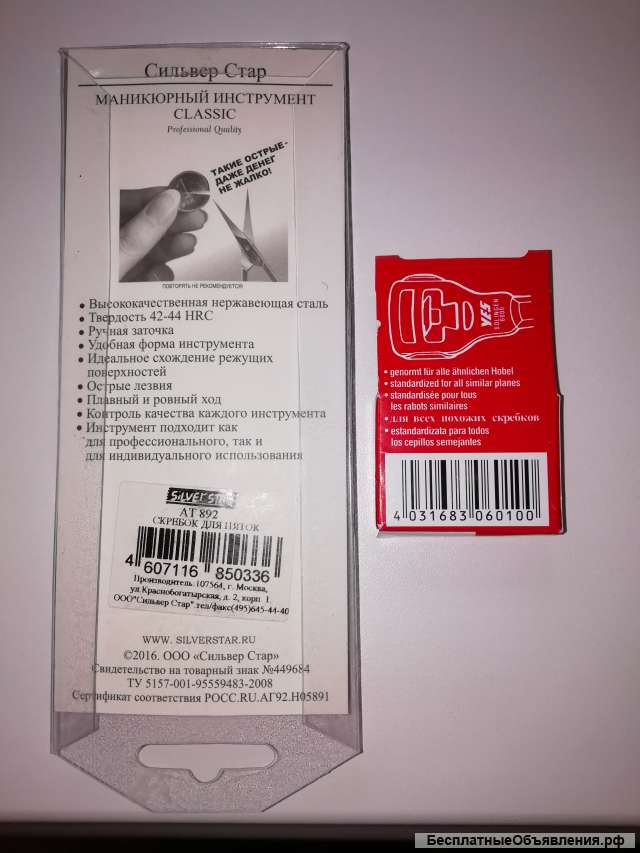 Сильвер Стар
МАНИКЮРНЫЙ ИНСТРУМЕНТ
CLASSIC
Professional Quality
ТАКИЕ ОСТРЫЕ-
ДАЖЕ ДЕНЕГ
НЕ ЖАЛКО!
ПОВТОРЯТЬ НЕ РЕКОМЕНДУЕТСЯ!
• Высококачественная нержавеющая сталь
• Твердость 42-44 HRC
• Ручная заточка
• Удобная форма инструмента
• Идеальное схождение режущих
поверхностей
• Острые лезвия
• Плавный и ровный ход
• Контроль качества каждого инструмента
• Инструмент подходит как
для профессионального, так и
для индивидуального использования
SILVER STAR
АТ 892
СКРЕБОК ДЛЯ ПЯТОК
4 607116 850336
Производитель: 107564, г. Москва,
ул.Краснобогатырская, д. 2, корп. 1.
ООО"Сильвер Стар" тел/факс(495)645-44-40
WWW. SILVERSTAR.RU
©2016. ООО «Сильвер Стар»
Свидетельство на товарный знак №449684
ТУ 5157-001-95559483-2008
Сертификат соответствия РОСС.RU.АГ92.Н05891
YES
SOLINGEN
• genormt für alle ähnlichen Hobel
• standardized for all similar planes
• standardisée pour tous
les rabots similaires
• для всех похожих скребков
• estandartizata para todos
los cepillos semejantes
4 031683 060100
БесплатныеОбъявления.рф